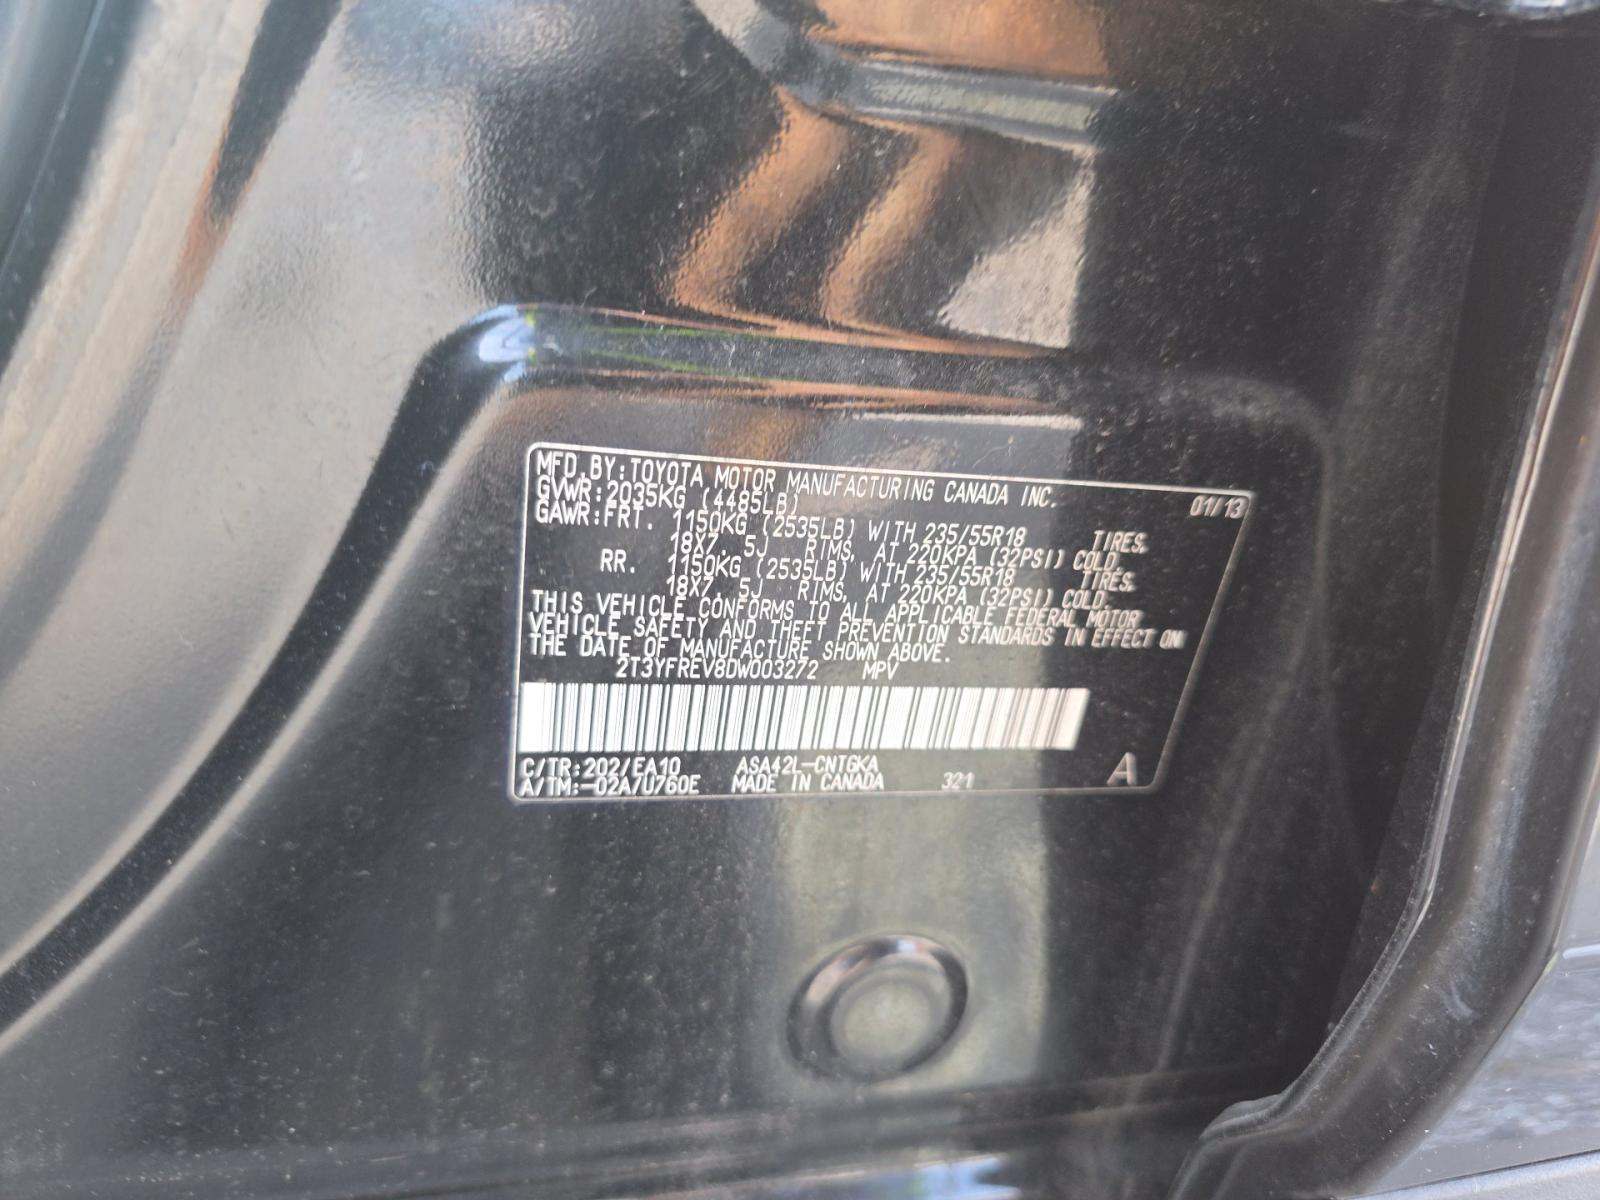 MFD.BY:TOYOTA MOTOR MANUFACTURING CANADA INC. 01/13
GVWR:2035KG (4485LB)
GAWR:FRT. 1150KG (2535LB) WITH 235/55R18 TIRES,
18X7. 5J RIMS, AT 220KPA (32PSI) COLD.
RR. 1150KG (2535LB) WITH 235/55R18 TIRES,
18X7. 5J RIMS, AT 220KPA (32PSI) COLD.
THIS VEHICLE CONFORMS TO ALL APPLICABLE FEDERAL MOTOR
VEHICLE SAFETY AND THEFT PREVENTION STANDARDS IN EFFECT ON
THE DATE OF MANUFACTURE SHOWN ABOVE.
2T3YFREV8DW003272 MPV
C/TR:202/EA10 ASA42L-CNTGKA
A/TM:-02A/U760E MADE IN CANADA 321 A